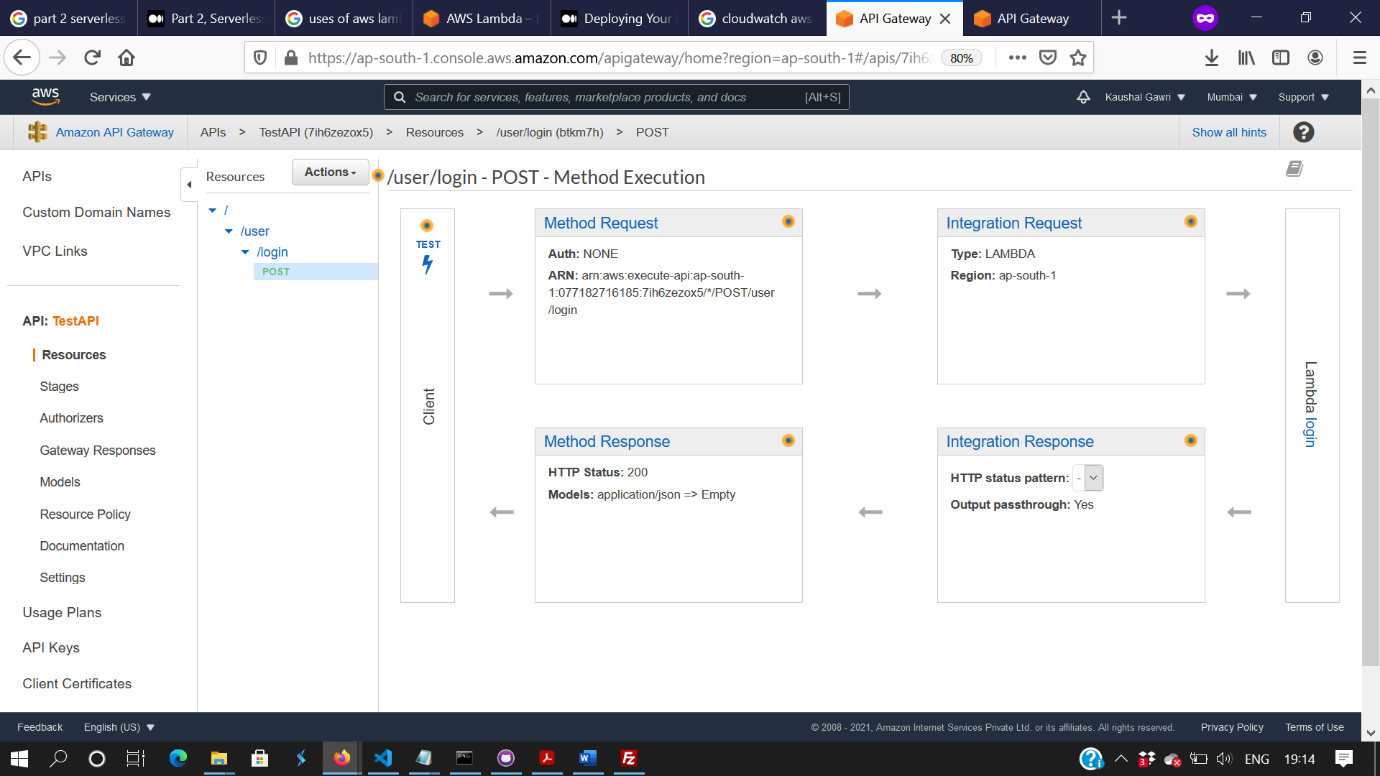 part 2 serverless
Part 2, Serverless
uses of aws lam
AWS Lambda –
Deploying Your
cloudwatch aws
API Gateway
API Gateway
https://ap-south-1.console.aws.amazon.com/apigateway/home?region=ap-south-1#/apis/7ih6z
80%
aws
Services
Search for services, features, marketplace products, and docs
[Alt+S]
Kaushal Gawri
Mumbai
Support
Amazon API Gateway
APIs > TestAPI (7ih6zezox5) > Resources > /user/login (btkm7h) > POST
Show all hints
?
APIs
Custom Domain Names
VPC Links
API: TestAPI
Resources
Stages
Authorizers
Gateway Responses
Models
Resource Policy
Documentation
Settings
Usage Plans
API Keys
Client Certificates
Resources
Actions
/
/user
/login
POST
/user/login - POST - Method Execution
TEST
Client
Method Request
Auth: NONE
ARN: arn:aws:execute-api:ap-south-
1:077182716185:7ih6zezox5/*/POST/user
/login
Integration Request
Type: LAMBDA
Region: ap-south-1
Lambda login
Method Response
HTTP Status: 200
Models: application/json => Empty
Integration Response
HTTP status pattern: -
Output passthrough: Yes
Feedback
English (US)
© 2008 - 2021, Amazon Internet Services Private Ltd. or its affiliates. All rights reserved.
Privacy Policy
Terms of Use
3
ENG
19:14